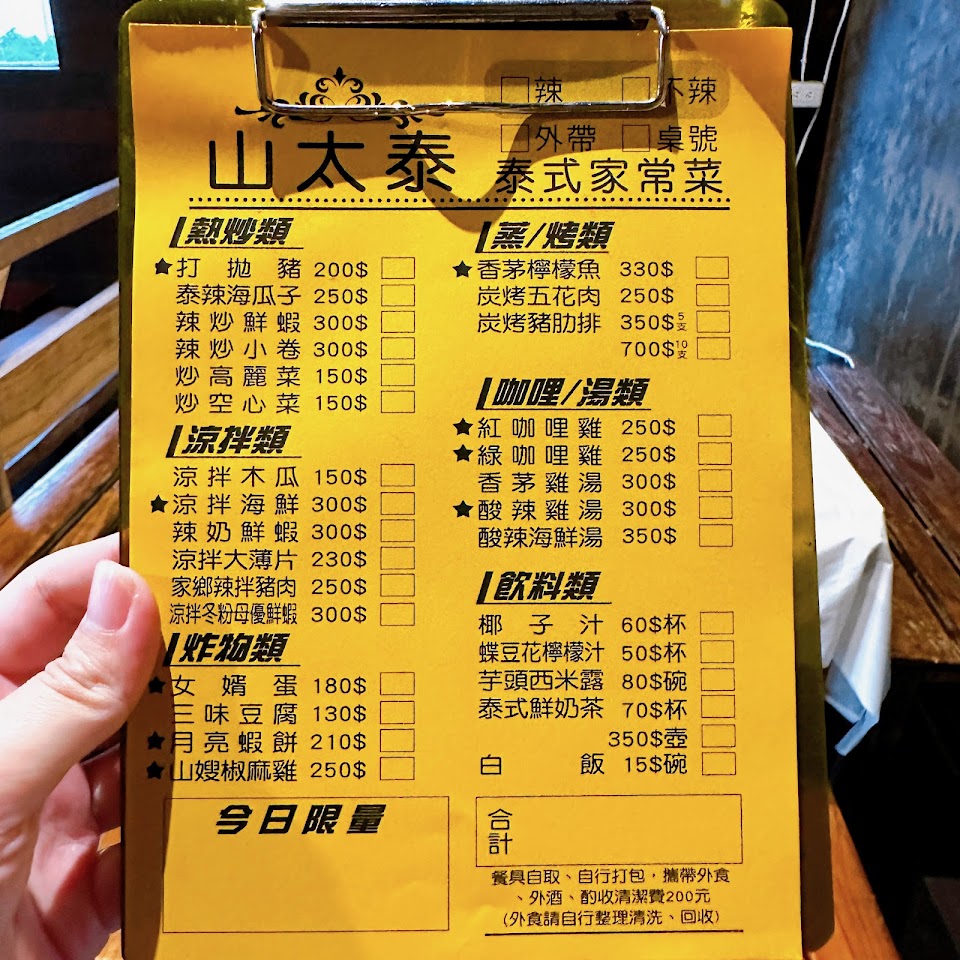 □辣 □不辣
□外帶 □桌號
山太泰 泰式家常菜
熱炒類
★打拋豬 200$ □
泰辣海瓜子 250$ □
辣炒鮮蝦 300$ □
辣炒小卷 300$ □
炒高麗菜 150$ □
炒空心菜 150$ □
涼拌類
涼拌木瓜 150$ □
★涼拌海鮮 300$ □
辣奶鮮蝦 300$ □
涼拌大薄片 230$ □
家鄉辣拌豬肉 250$ □
涼拌冬粉母優鮮蝦 300$ □
炸物類
★女婿蛋 180$ □
三味豆腐 130$ □
★月亮蝦餅 210$ □
★山嫂椒麻雞 250$ □
今日限量
蒸/烤類
★香茅檸檬魚 330$ □
炭烤五花肉 250$ □
炭烤豬肋排 350$5支 □
700$10支 □
咖哩/湯類
★紅咖哩雞 250$ □
★綠咖哩雞 250$ □
香茅雞湯 300$ □
★酸辣雞湯 300$ □
酸辣海鮮湯 350$ □
飲料類
椰子汁 60$杯 □
蝶豆花檸檬汁 50$杯 □
芋頭西米露 80$碗 □
泰式鮮奶茶 70$杯 □
350$壺 □
白飯 15$碗 □
合計
餐具自取、自行打包，攜帶外食
、外酒、酌收清潔費200元
(外食請自行整理清洗、回收)